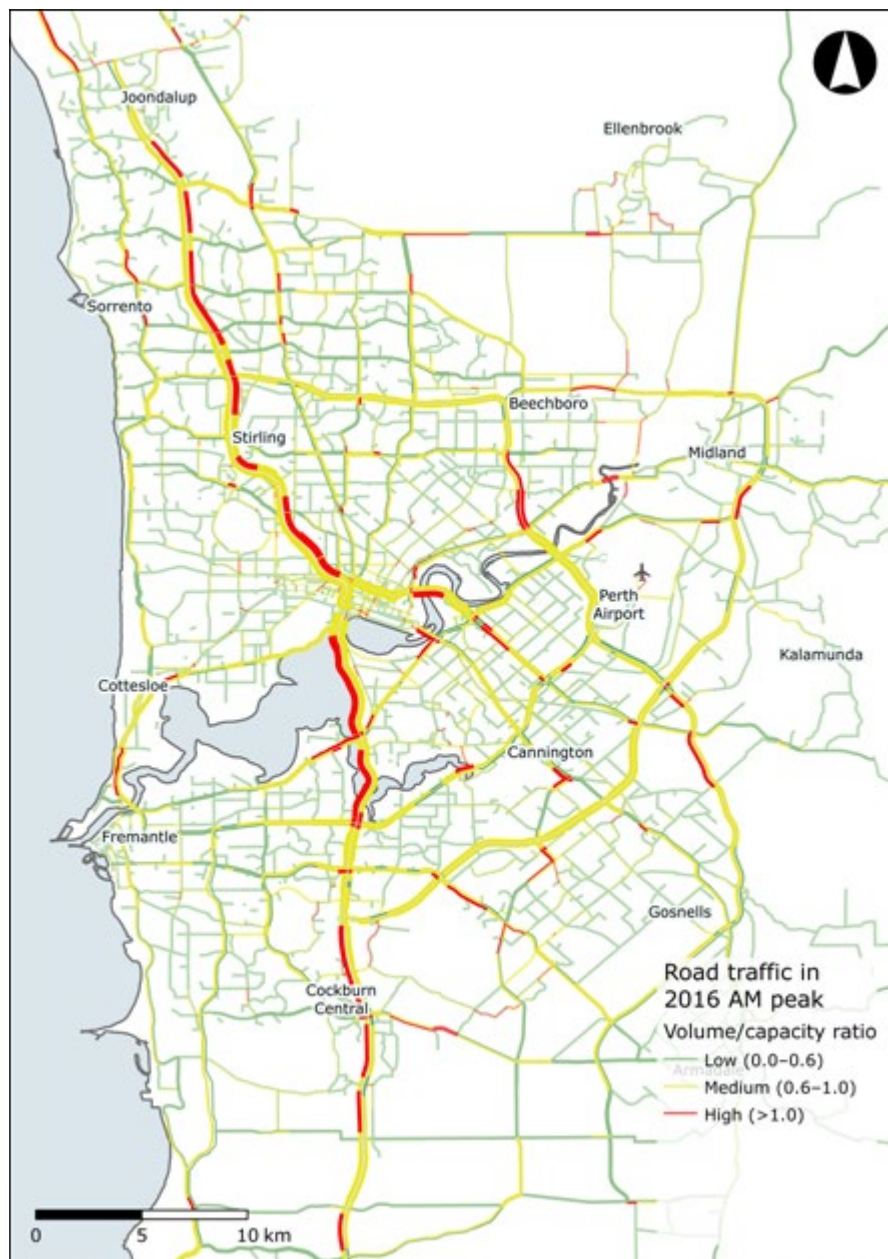 Joondalup
Ellenbrook
Sorrento
Beechboro
Stirling
Midland
Perth
Airport
Kalamunda
Cottesloe
Cannington
Fremantle
Gosnells
Road traffic in
2016 AM peak
Cockburn
Central
Volume/capacity ratio
Low (0.0–0.6)
Armadale
Medium (0.6–1.0)
High (>1.0)
0 5 10 km